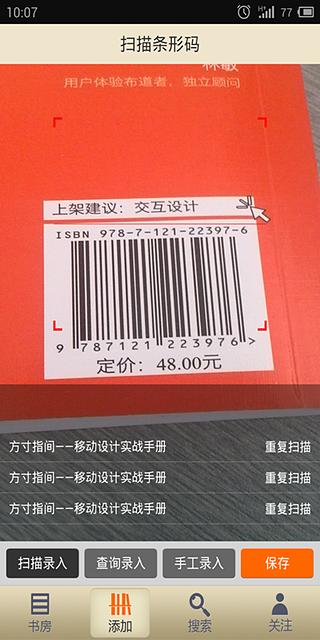 10:07
H
77
扫描条形码
林敏
用户体验布道者，独立顾问
上架建议：交互设计
ISBN 978-7-121-22397-6
9 787121 223976 >
定价：48.00元
方寸指间——移动设计实战手册 重复扫描
方寸指间——移动设计实战手册 重复扫描
方寸指间——移动设计实战手册 重复扫描
扫描录入 查询录入 手工录入 保存
书房 添加 搜索 关注